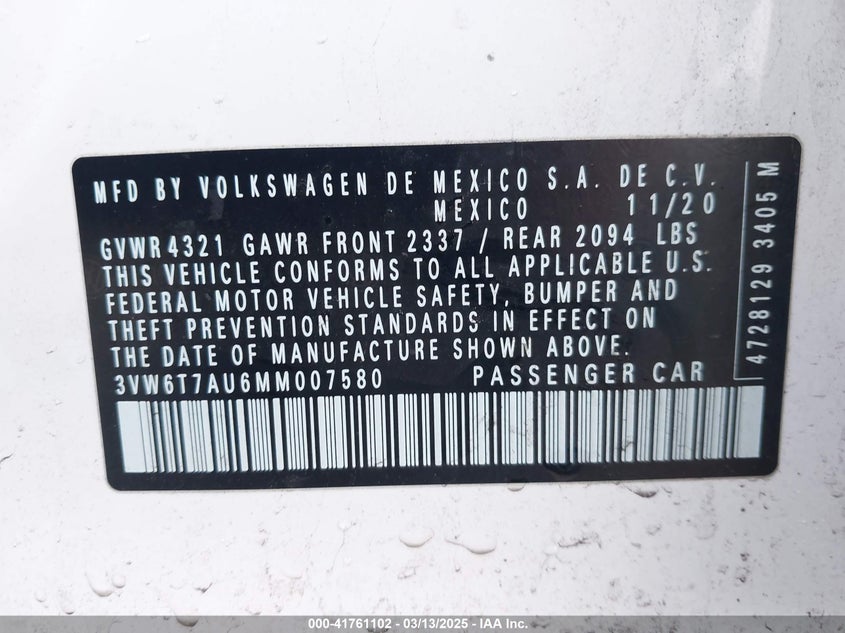 MFD BY VOLKSWAGEN DE MEXICO S.A. DE C.V.
MEXICO 11/20
GVWR 4321 GAWR FRONT 2337 / REAR 2094 LBS
THIS VEHICLE CONFORMS TO ALL APPLICABLE U.S.
FEDERAL MOTOR VEHICLE SAFETY, BUMPER AND
THEFT PREVENTION STANDARDS IN EFFECT ON
THE DATE OF MANUFACTURE SHOWN ABOVE.
3VW6T7AU6MM007580 PASSENGER CAR
4728129 3405 M
000-41761102 - 03/13/2025 - IAA Inc.